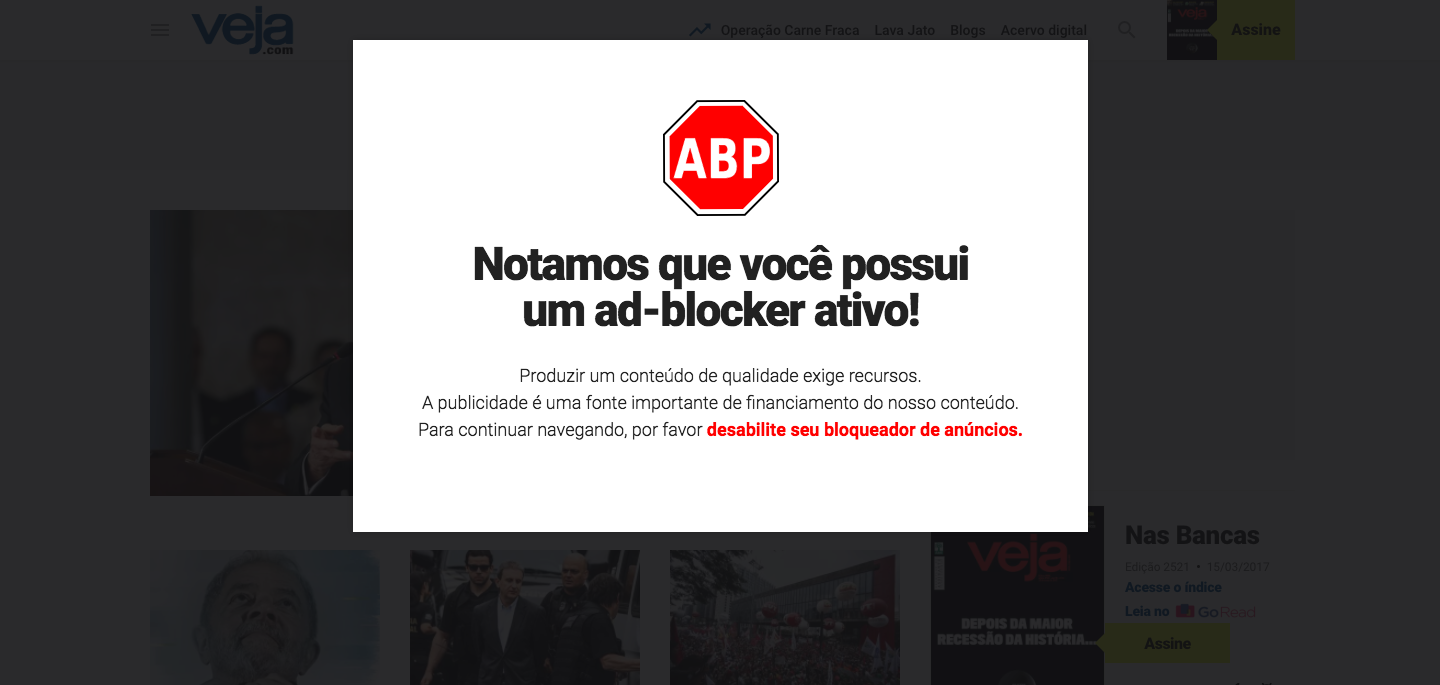 veja
.com
Operação Carne Fraca
Lava Jato
Blogs
Acervo digital
veja
Assine
ABP
Notamos que você possui
um ad-blocker ativo!
Produzir um conteúdo de qualidade exige recursos.
A publicidade é uma fonte importante de financiamento do nosso conteúdo.
Para continuar navegando, por favor desabilite seu bloqueador de anúncios.
veja
DEPOIS DA MAIOR
RECESSÃO DA HISTÓRIA...
Nas Bancas
Edição 2521 • 15/03/2017
Acesse o índice
Leia no GoRead
Assine